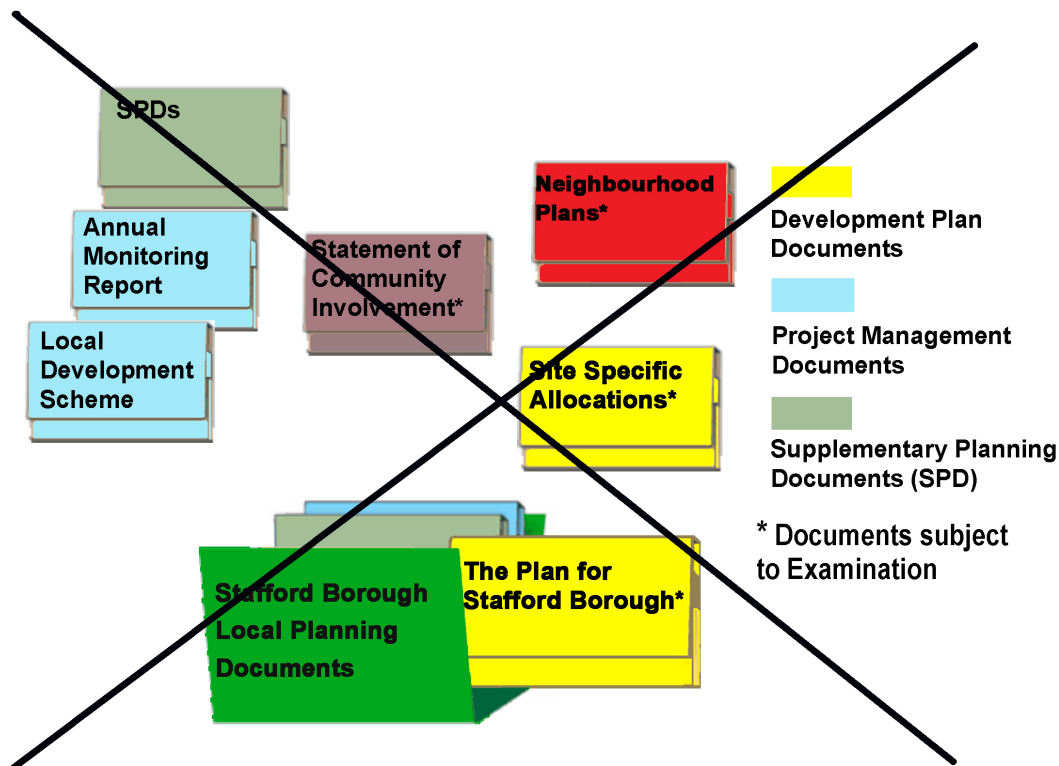 SPDs
Annual
Monitoring
Report
Local
Development
Scheme
Statement of
Community
Involvement*
Neighbourhood
Plans*
Site Specific
Allocations*
The Plan for
Stafford Borough*
Stafford Borough
Local Planning
Documents
Development Plan
Documents
Project Management
Documents
Supplementary Planning
Documents (SPD)
* Documents subject
to Examination